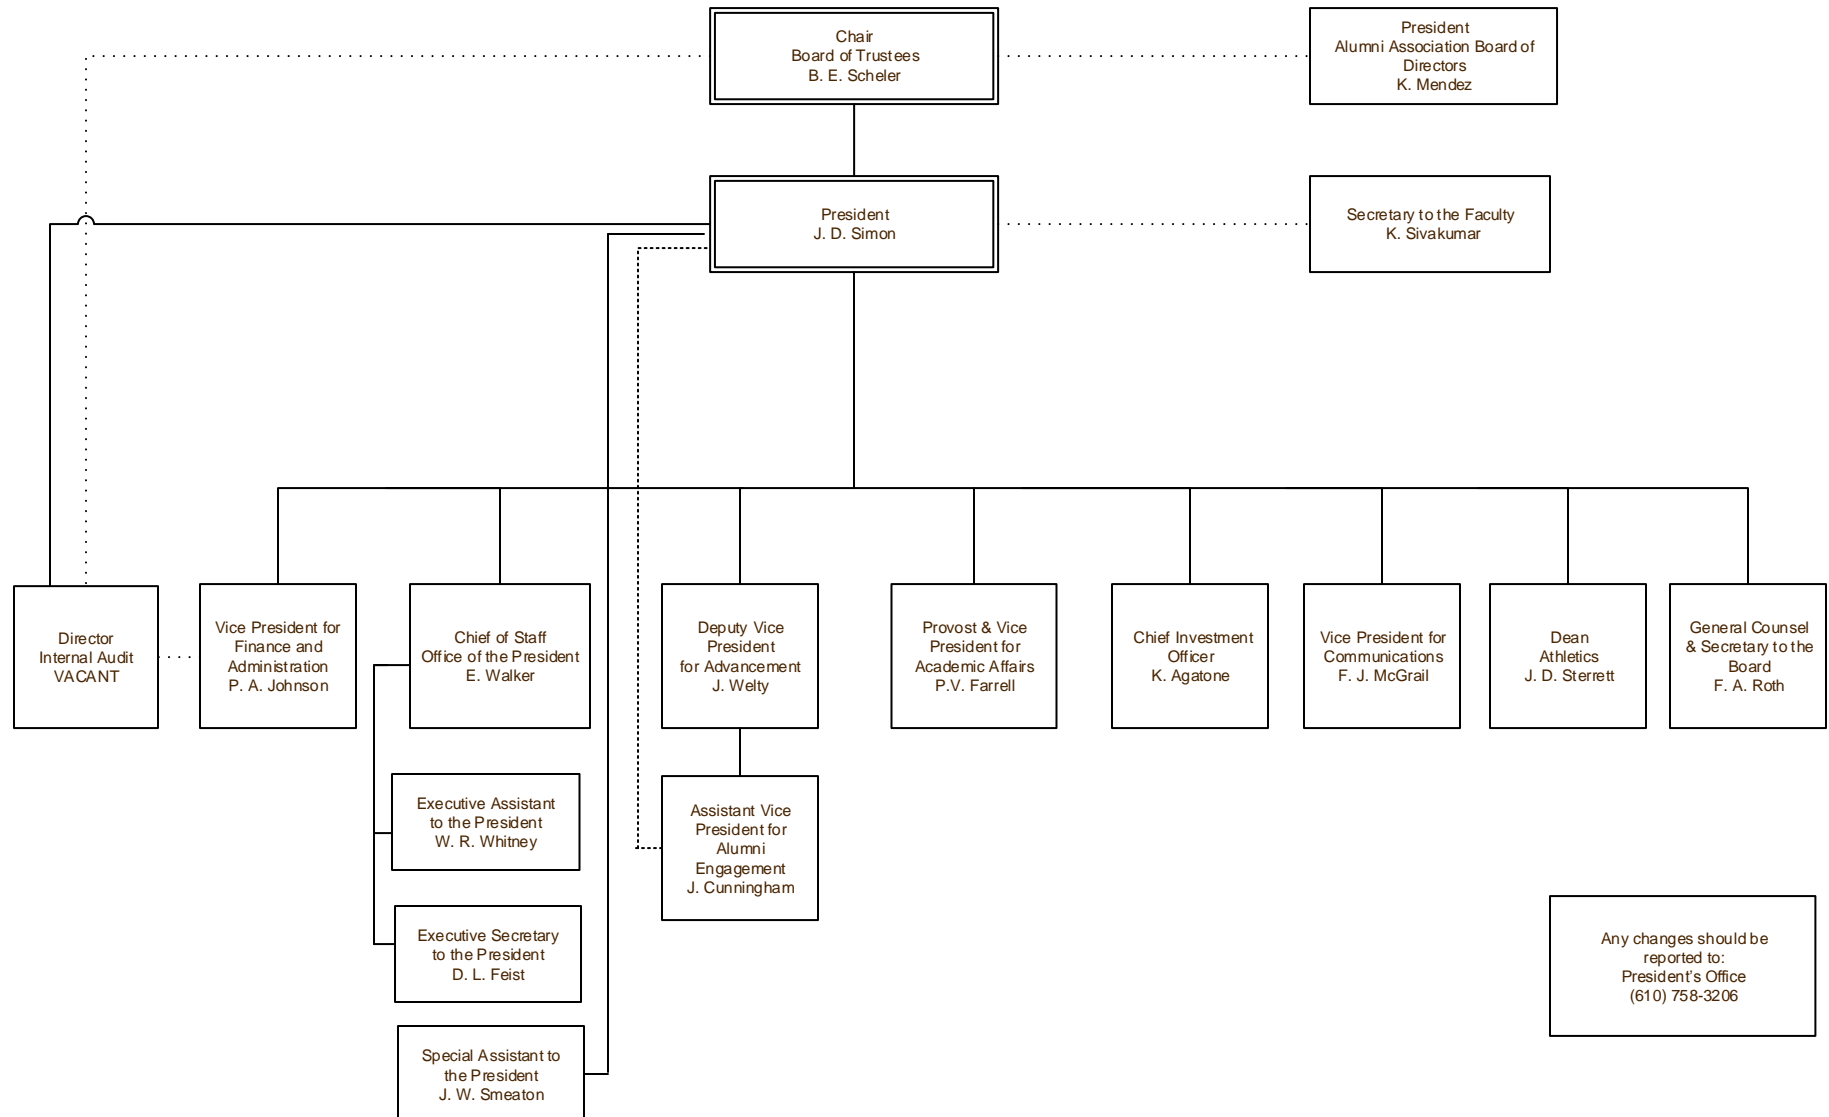 Chair
Board of Trustees
B. E. Scheler
President
Alumni Association Board of
Directors
K. Mendez
President
J. D. Simon
Secretary to the Faculty
K. Sivakumar
Director
Internal Audit
VACANT
Vice President for
Finance and
Administration
P. A. Johnson
Chief of Staff
Office of the President
E. Walker
Deputy Vice
President
for Advancement
J. Welty
Provost & Vice
President for
Academic Affairs
P.V. Farrell
Chief Investment
Officer
K. Agatone
Vice President for
Communications
F. J. McGrail
Dean
Athletics
J. D. Sterrett
General Counsel
& Secretary to the
Board
F. A. Roth
Executive Assistant
to the President
W. R. Whitney
Assistant Vice
President for
Alumni
Engagement
J. Cunningham
Executive Secretary
to the President
D. L. Feist
Any changes should be
reported to:
President’s Office
(610) 758-3206
Special Assistant to
the President
J. W. Smeaton